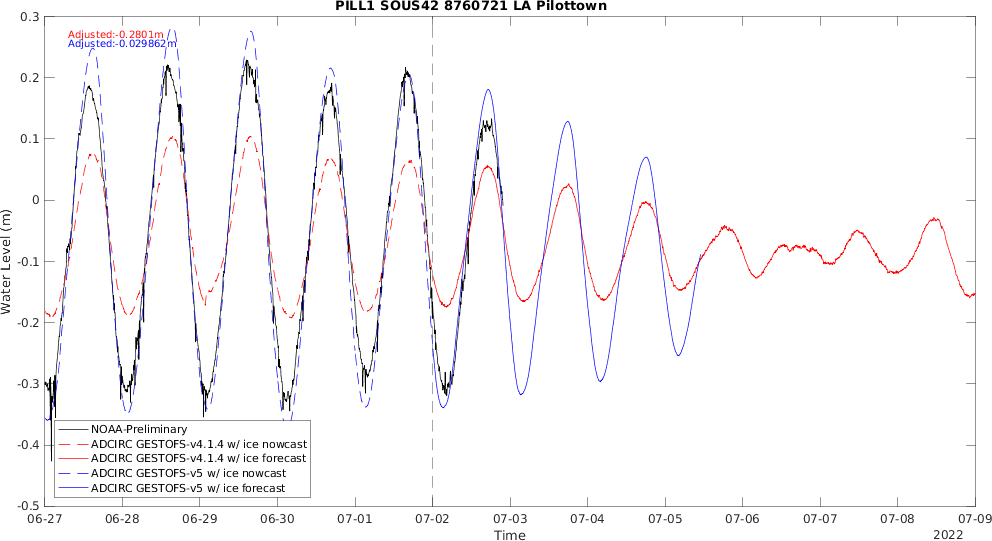 PILL1 SOUS42 8760721 LA Pilottown
0.3
Adjusted:-0.2801m
Adjusted:-0.029862m
0.2
0.1
0
-0.1
-0.2
-0.3
-0.4
-0.5
Water Level (m)
NOAA-Preliminary
ADCIRC GESTOFS-v4.1.4 w/ ice nowcast
ADCIRC GESTOFS-v4.1.4 w/ ice forecast
ADCIRC GESTOFS-v5 w/ ice nowcast
ADCIRC GESTOFS-v5 w/ ice forecast
06-27 06-28 06-29 06-30 07-01 07-02 07-03 07-04 07-05 07-06 07-07 07-08 07-09
Time
2022